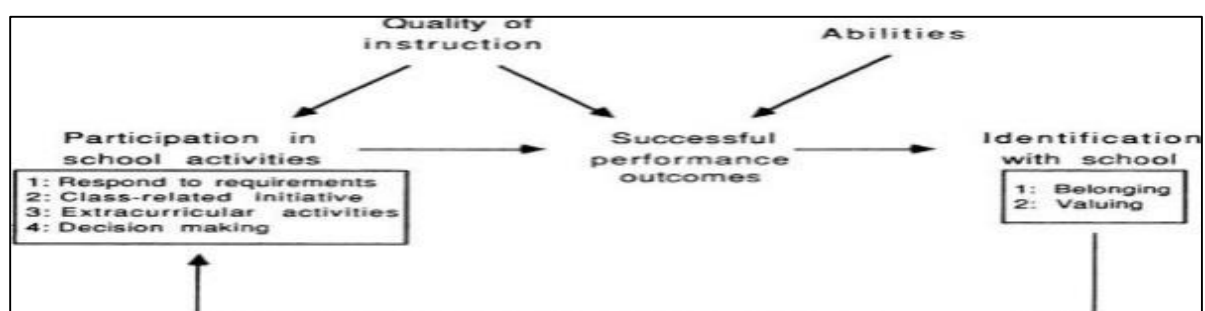 Quality of
instruction
Abilities
Participation in
school activities
1: Respond to requirements
2: Class-related initiative
3: Extracurricular activities
4: Decision making
Successful
performance
outcomes
Identification
with school
1: Belonging
2: Valuing